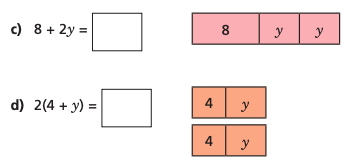 c) 8 + 2y =
8 y y
d) 2(4 + y) =
4 y
4 y